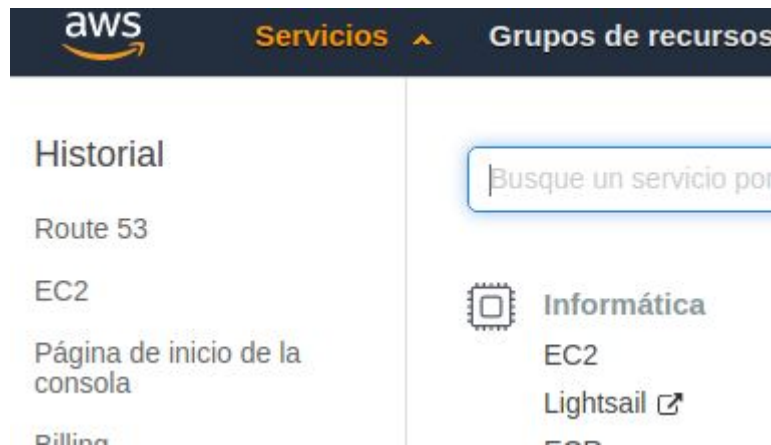 aws
Servicios
Grupos de recursos
Historial
Route 53
EC2
Página de inicio de la
consola
Billing
Busque un servicio por
Informática
EC2
Lightsail